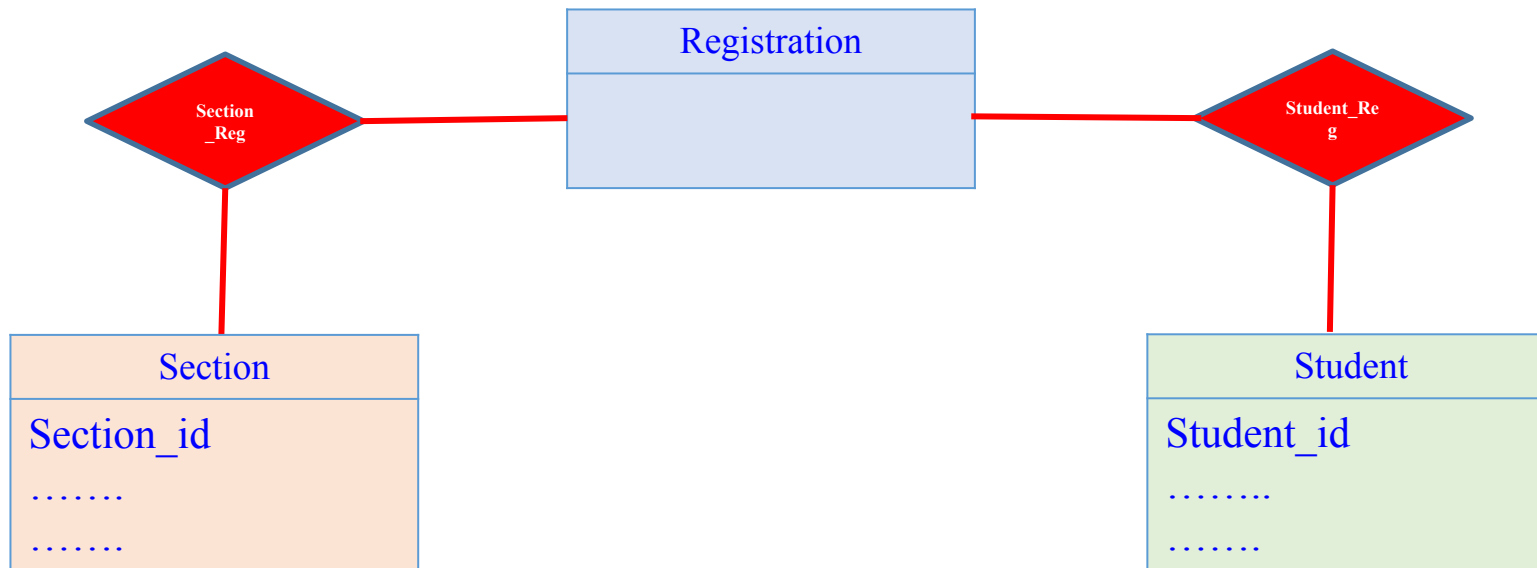 Registration
Section
_Reg
Student_Re
g
Section
Section_id
…….
…….
Student
Student_id
……..
…….